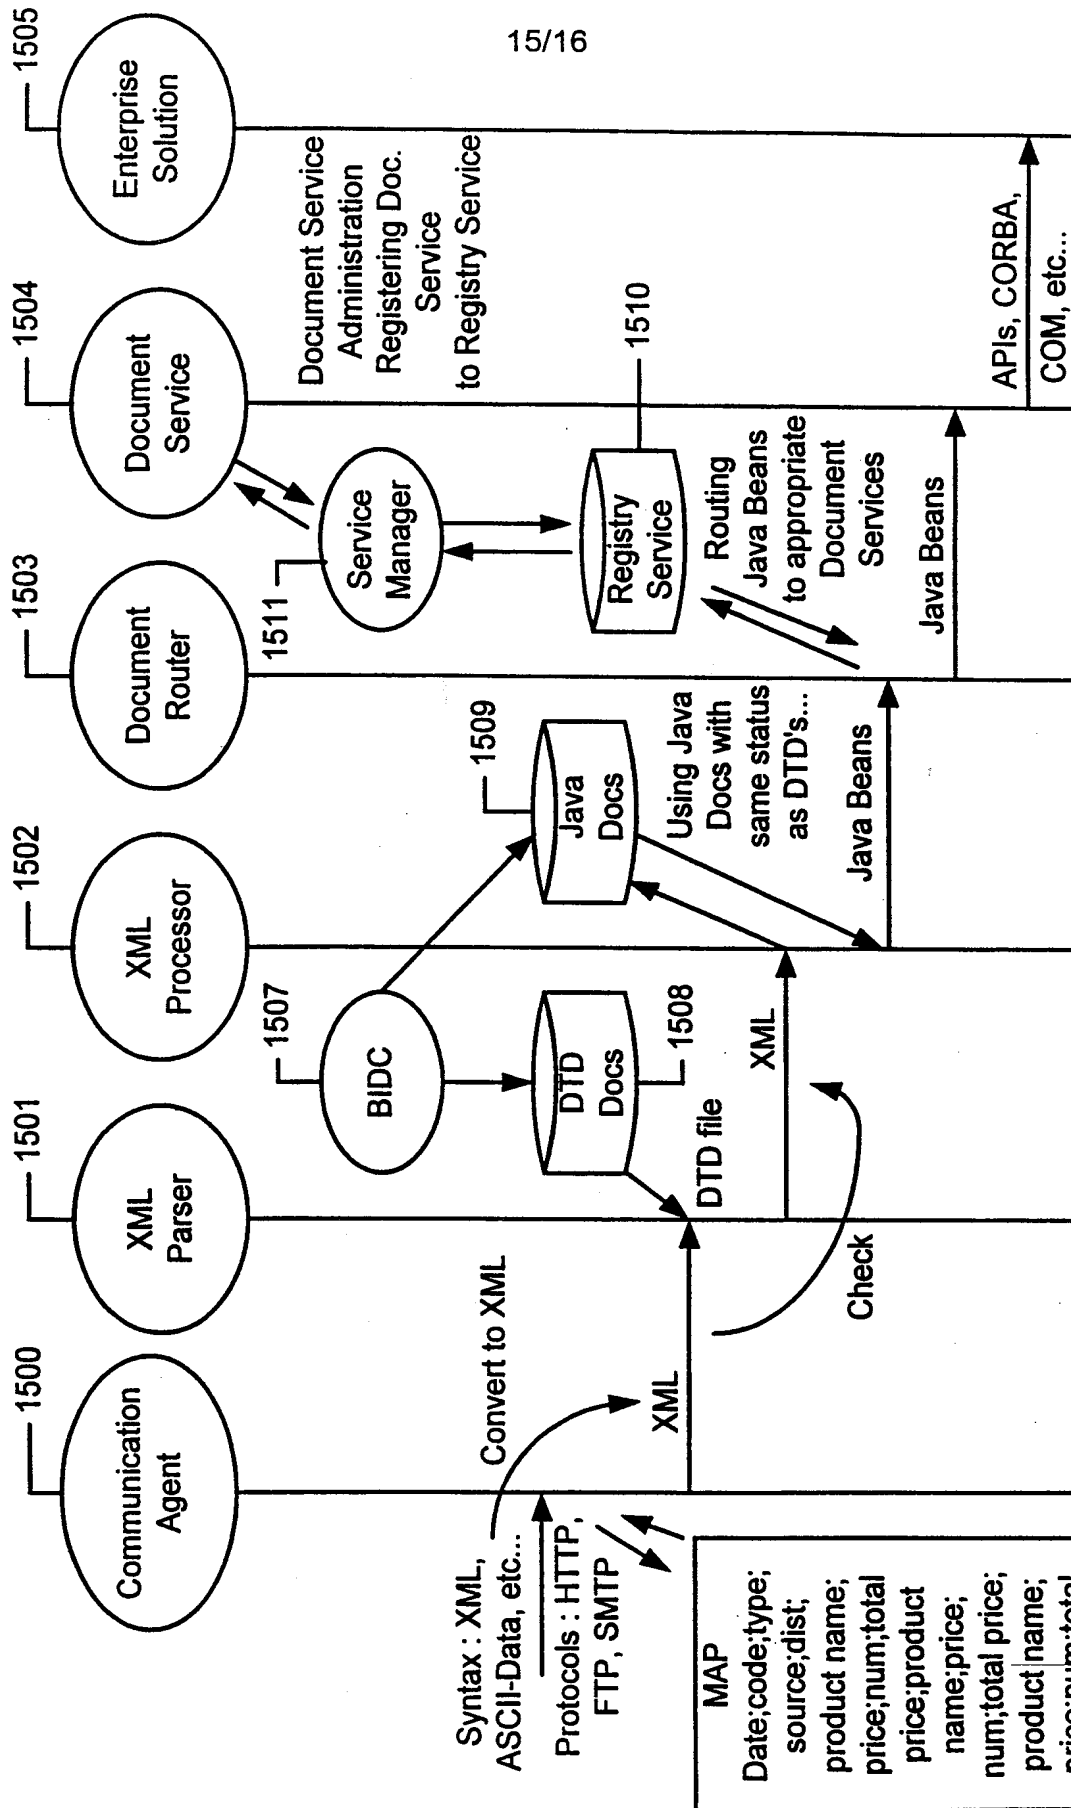 15/16
1500
Communication
Agent
1501
XML
Parser
1502
XML
Processor
1503
Document
Router
1504
Document
Service
1505
Enterprise
Solution
1507
BIDC
1511
Service
Manager
Document Service
Administration
Registering Doc.
Service
to Registry Service
Syntax : XML,
ASCII-Data, etc...
Convert to XML
Protocols : HTTP,
FTP, SMTP
DTD
Docs
1508
Java
Docs
1509
Registry
Service
1510
XML
DTD file
Using Java
Docs with
same status
as DTD's...
Routing
Java Beans
to appropriate
Document
Services
XML
Check
Java Beans
Java Beans
APIs, CORBA,
COM, etc...
MAP
Date;code;type;
source;dist;
product name;
price;num;total
price;product
name;price;
num;total price;
product name;
price;num;total